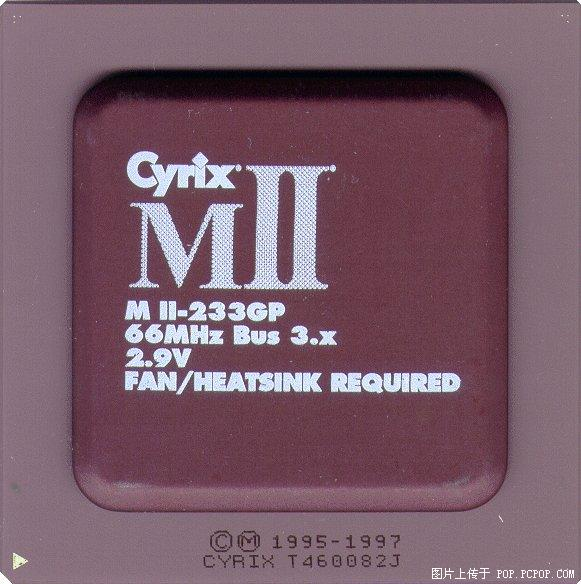 Cyrix®
MII®
M II-233GP
66MHz Bus 3.x
2.9V
FAN/HEATSINK REQUIRED
©Ⓜ 1995-1997
CYRIX T460082J
图片上传于 POP.PCPOP.COM